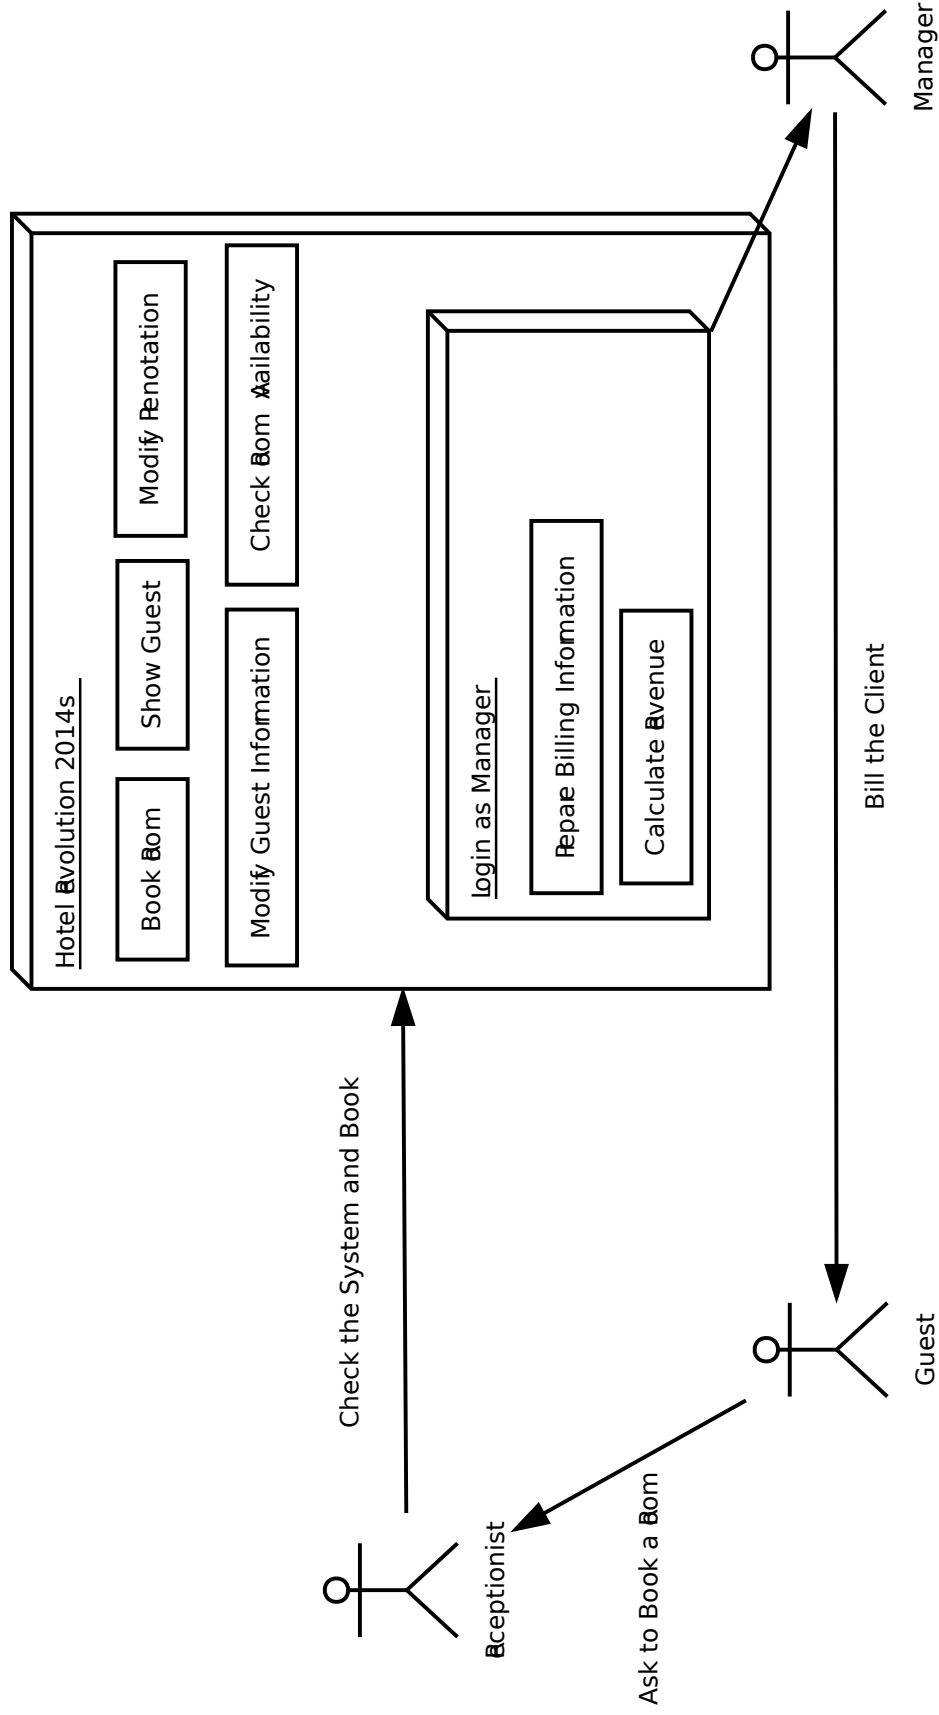 Hotel Revolution 2014s
Book Room
Show Guest
Modify Prenotation
Modify Guest Information
Check Room Availability
Check the System and Book
Receptionist
Login as Manager
Prepare Billing Information
Calculate Revenue
Ask to Book a Room
Bill the Client
Guest
Manager